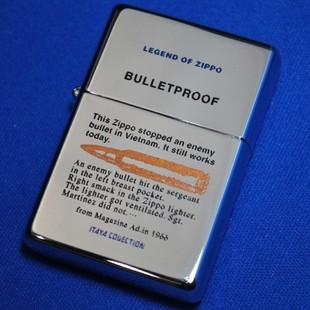 LEGEND OF ZIPPO
BULLETPROOF
This Zippo stopped an enemy
bullet in Vietnam. It still works
today.
An enemy bullet hit the sergeant
in the left breast pocket.
Right smack in the Zippo lighter.
The lighter got ventilated. Sgt.
Martinez did not.…
from Magazine Ad.in 1966
ITAYA COLLECTION